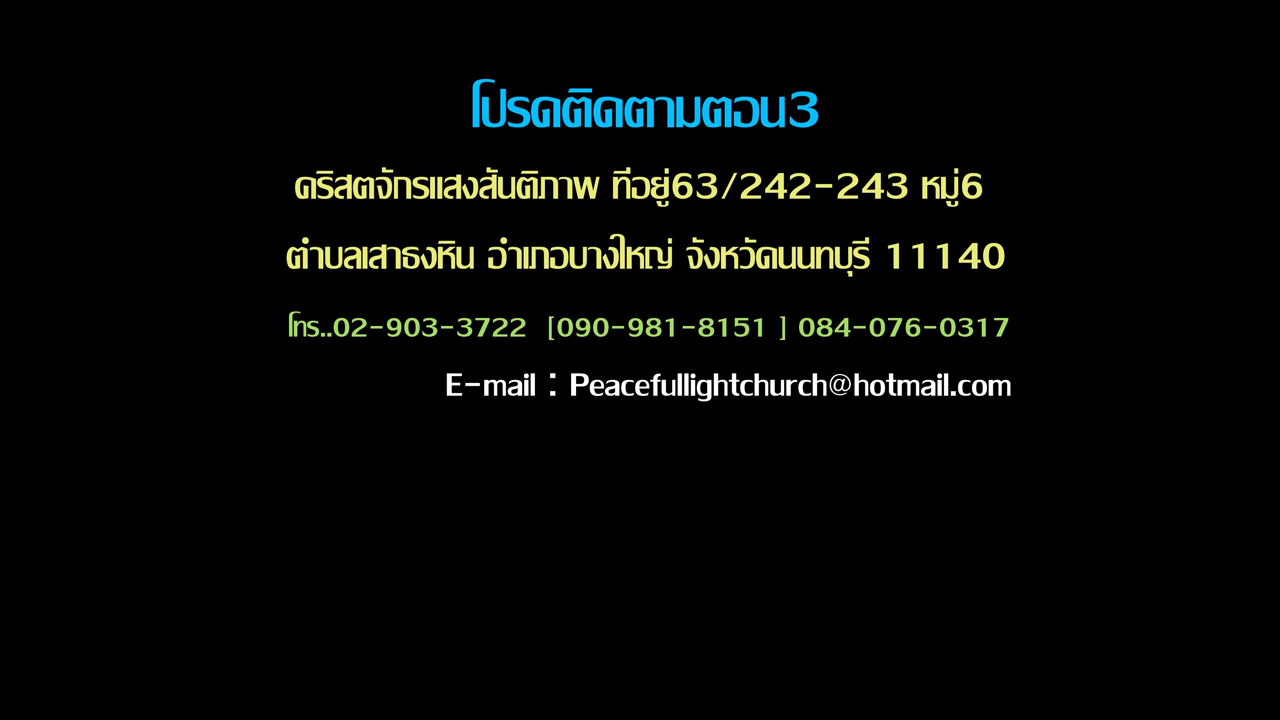 โปรดติดตามตอน3
คริสตจักรแสงสันติภาพ ที่อยู่63/242-243 หมู่6
ตำบลเสาธงหิน อำเภอบางใหญ่ จังหวัดนนทบุรี 11140
โทร..02-903-3722 [090-981-8151 ] 084-076-0317
E-mail : Peacefullightchurch@hotmail.com